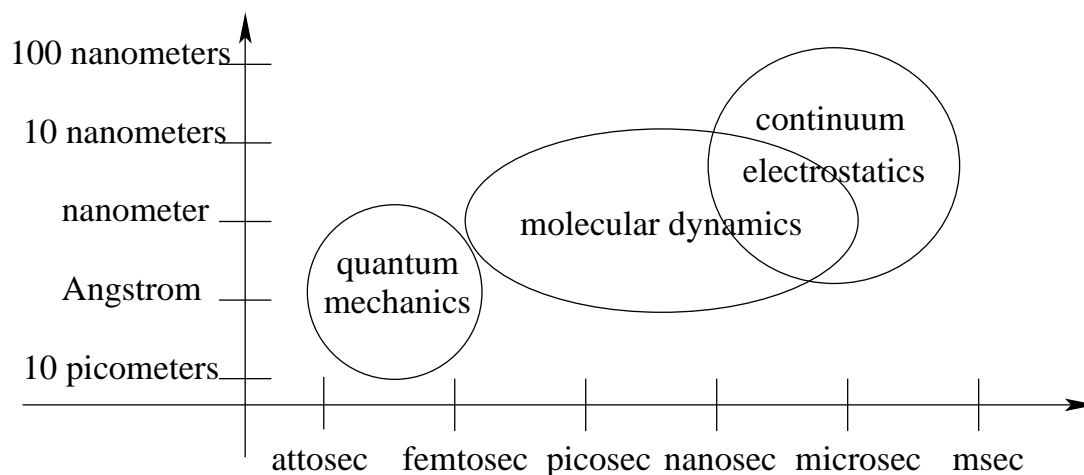 100 nanometers
10 nanometers
nanometer
Angstrom
10 picometers
continuum
electrostatics
molecular dynamics
quantum
mechanics
attosec femtosec picosec nanosec microsec msec